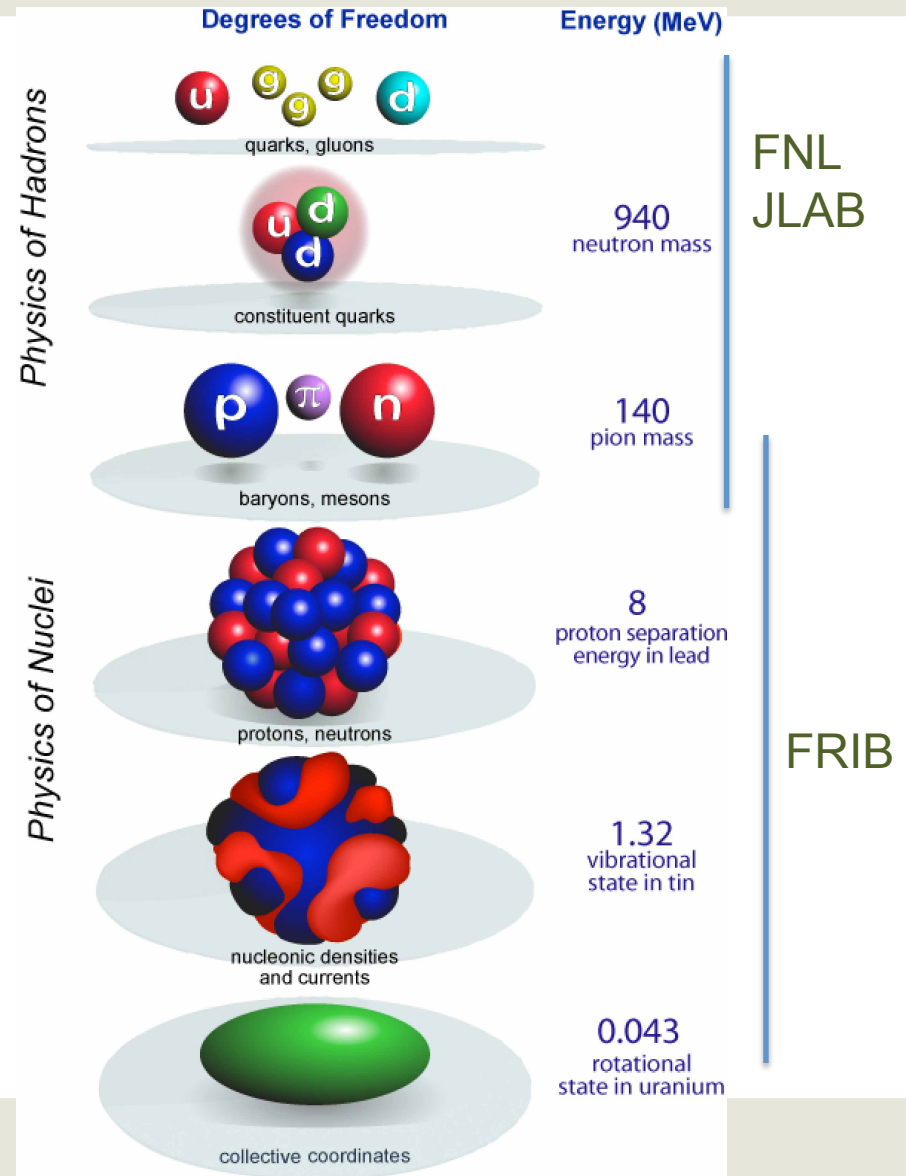 Degrees of Freedom
Energy (MeV)
Physics of Hadrons
u g g g d
quarks, gluons
FNL
JLAB
u d d
940
neutron mass
constituent quarks
p π n
140
pion mass
baryons, mesons
Physics of Nuclei
8
proton separation
energy in lead
protons, neutrons
FRIB
1.32
vibrational
state in tin
nucleonic densities
and currents
0.043
rotational
state in uranium
collective coordinates